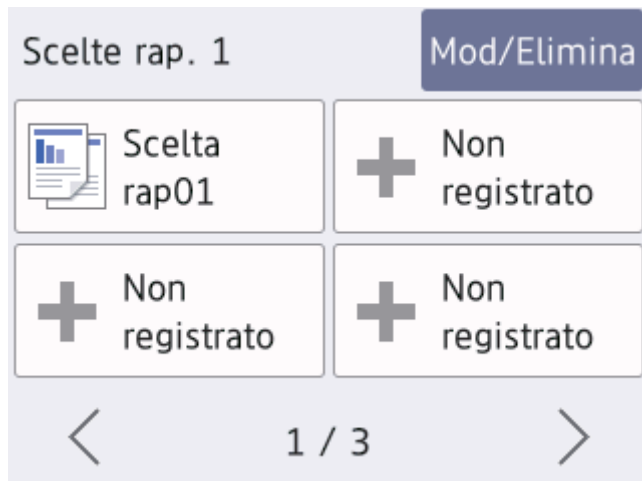 Scelte rap. 1
Mod/Elimina
Scelta
rap01
Non
registrato
Non
registrato
Non
registrato
1 / 3